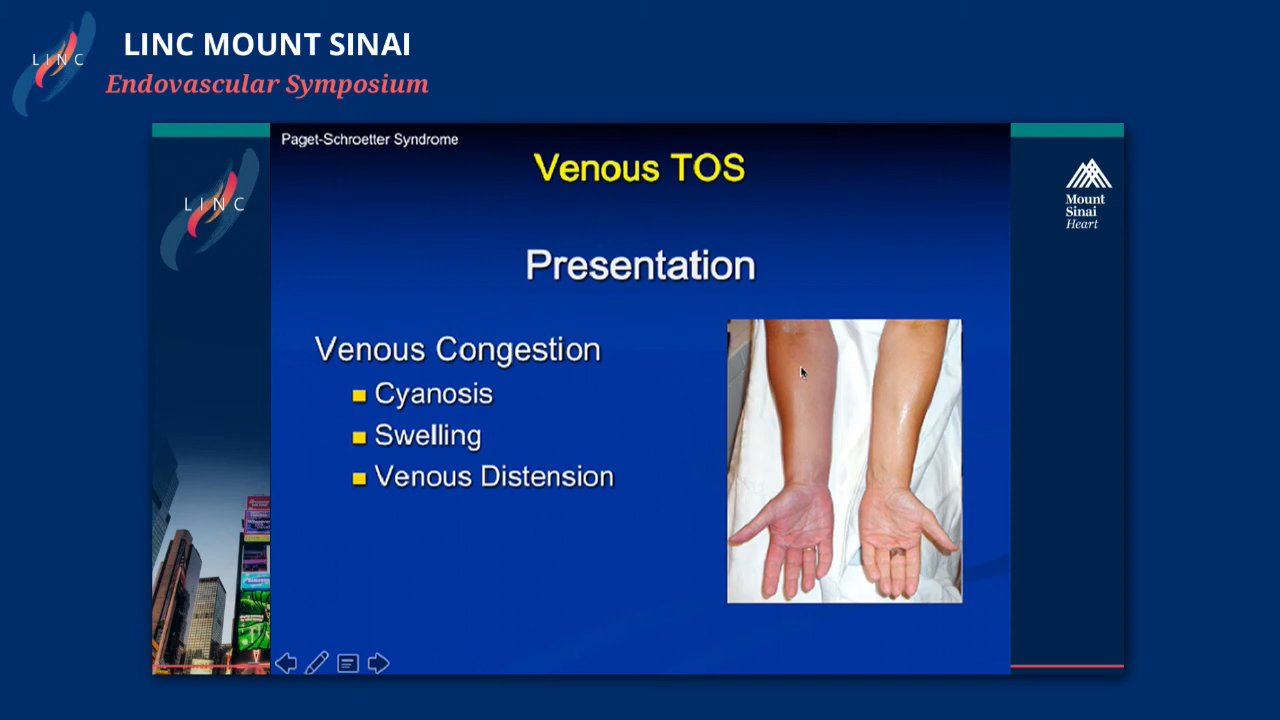 LINC
LINC MOUNT SINAI
Endovascular Symposium
Paget-Schroetter Syndrome
Venous TOS
LINC
Mount
Sinai
Heart
Presentation
Venous Congestion
Cyanosis
Swelling
Venous Distension